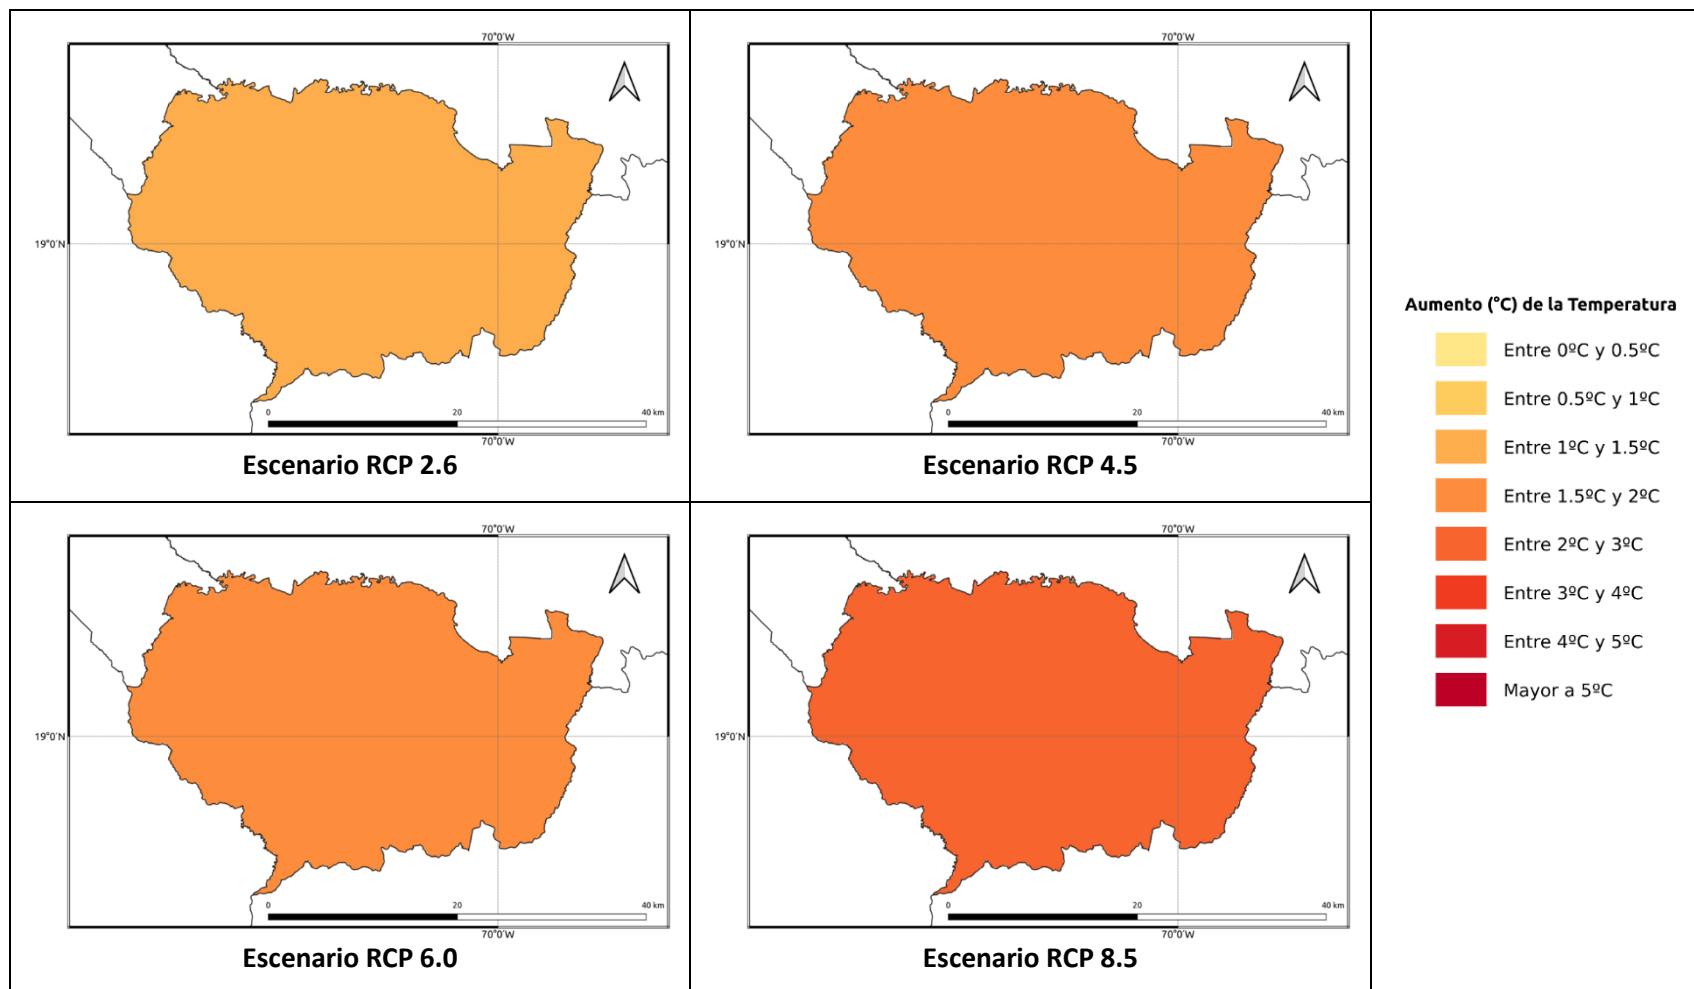 70°0'W
19°0'N
0 20 40 km
70°0'W
Escenario RCP 2.6
70°0'W
0 20 40 km
70°0'W
Escenario RCP 4.5
70°0'W
19°0'N
0 20 40 km
70°0'W
Escenario RCP 6.0
70°0'W
0 20 40 km
70°0'W
Escenario RCP 8.5
Aumento (°C) de la Temperatura
Entre 0ºC y 0.5ºC
Entre 0.5ºC y 1ºC
Entre 1ºC y 1.5ºC
Entre 1.5ºC y 2ºC
Entre 2ºC y 3ºC
Entre 3ºC y 4ºC
Entre 4ºC y 5ºC
Mayor a 5ºC